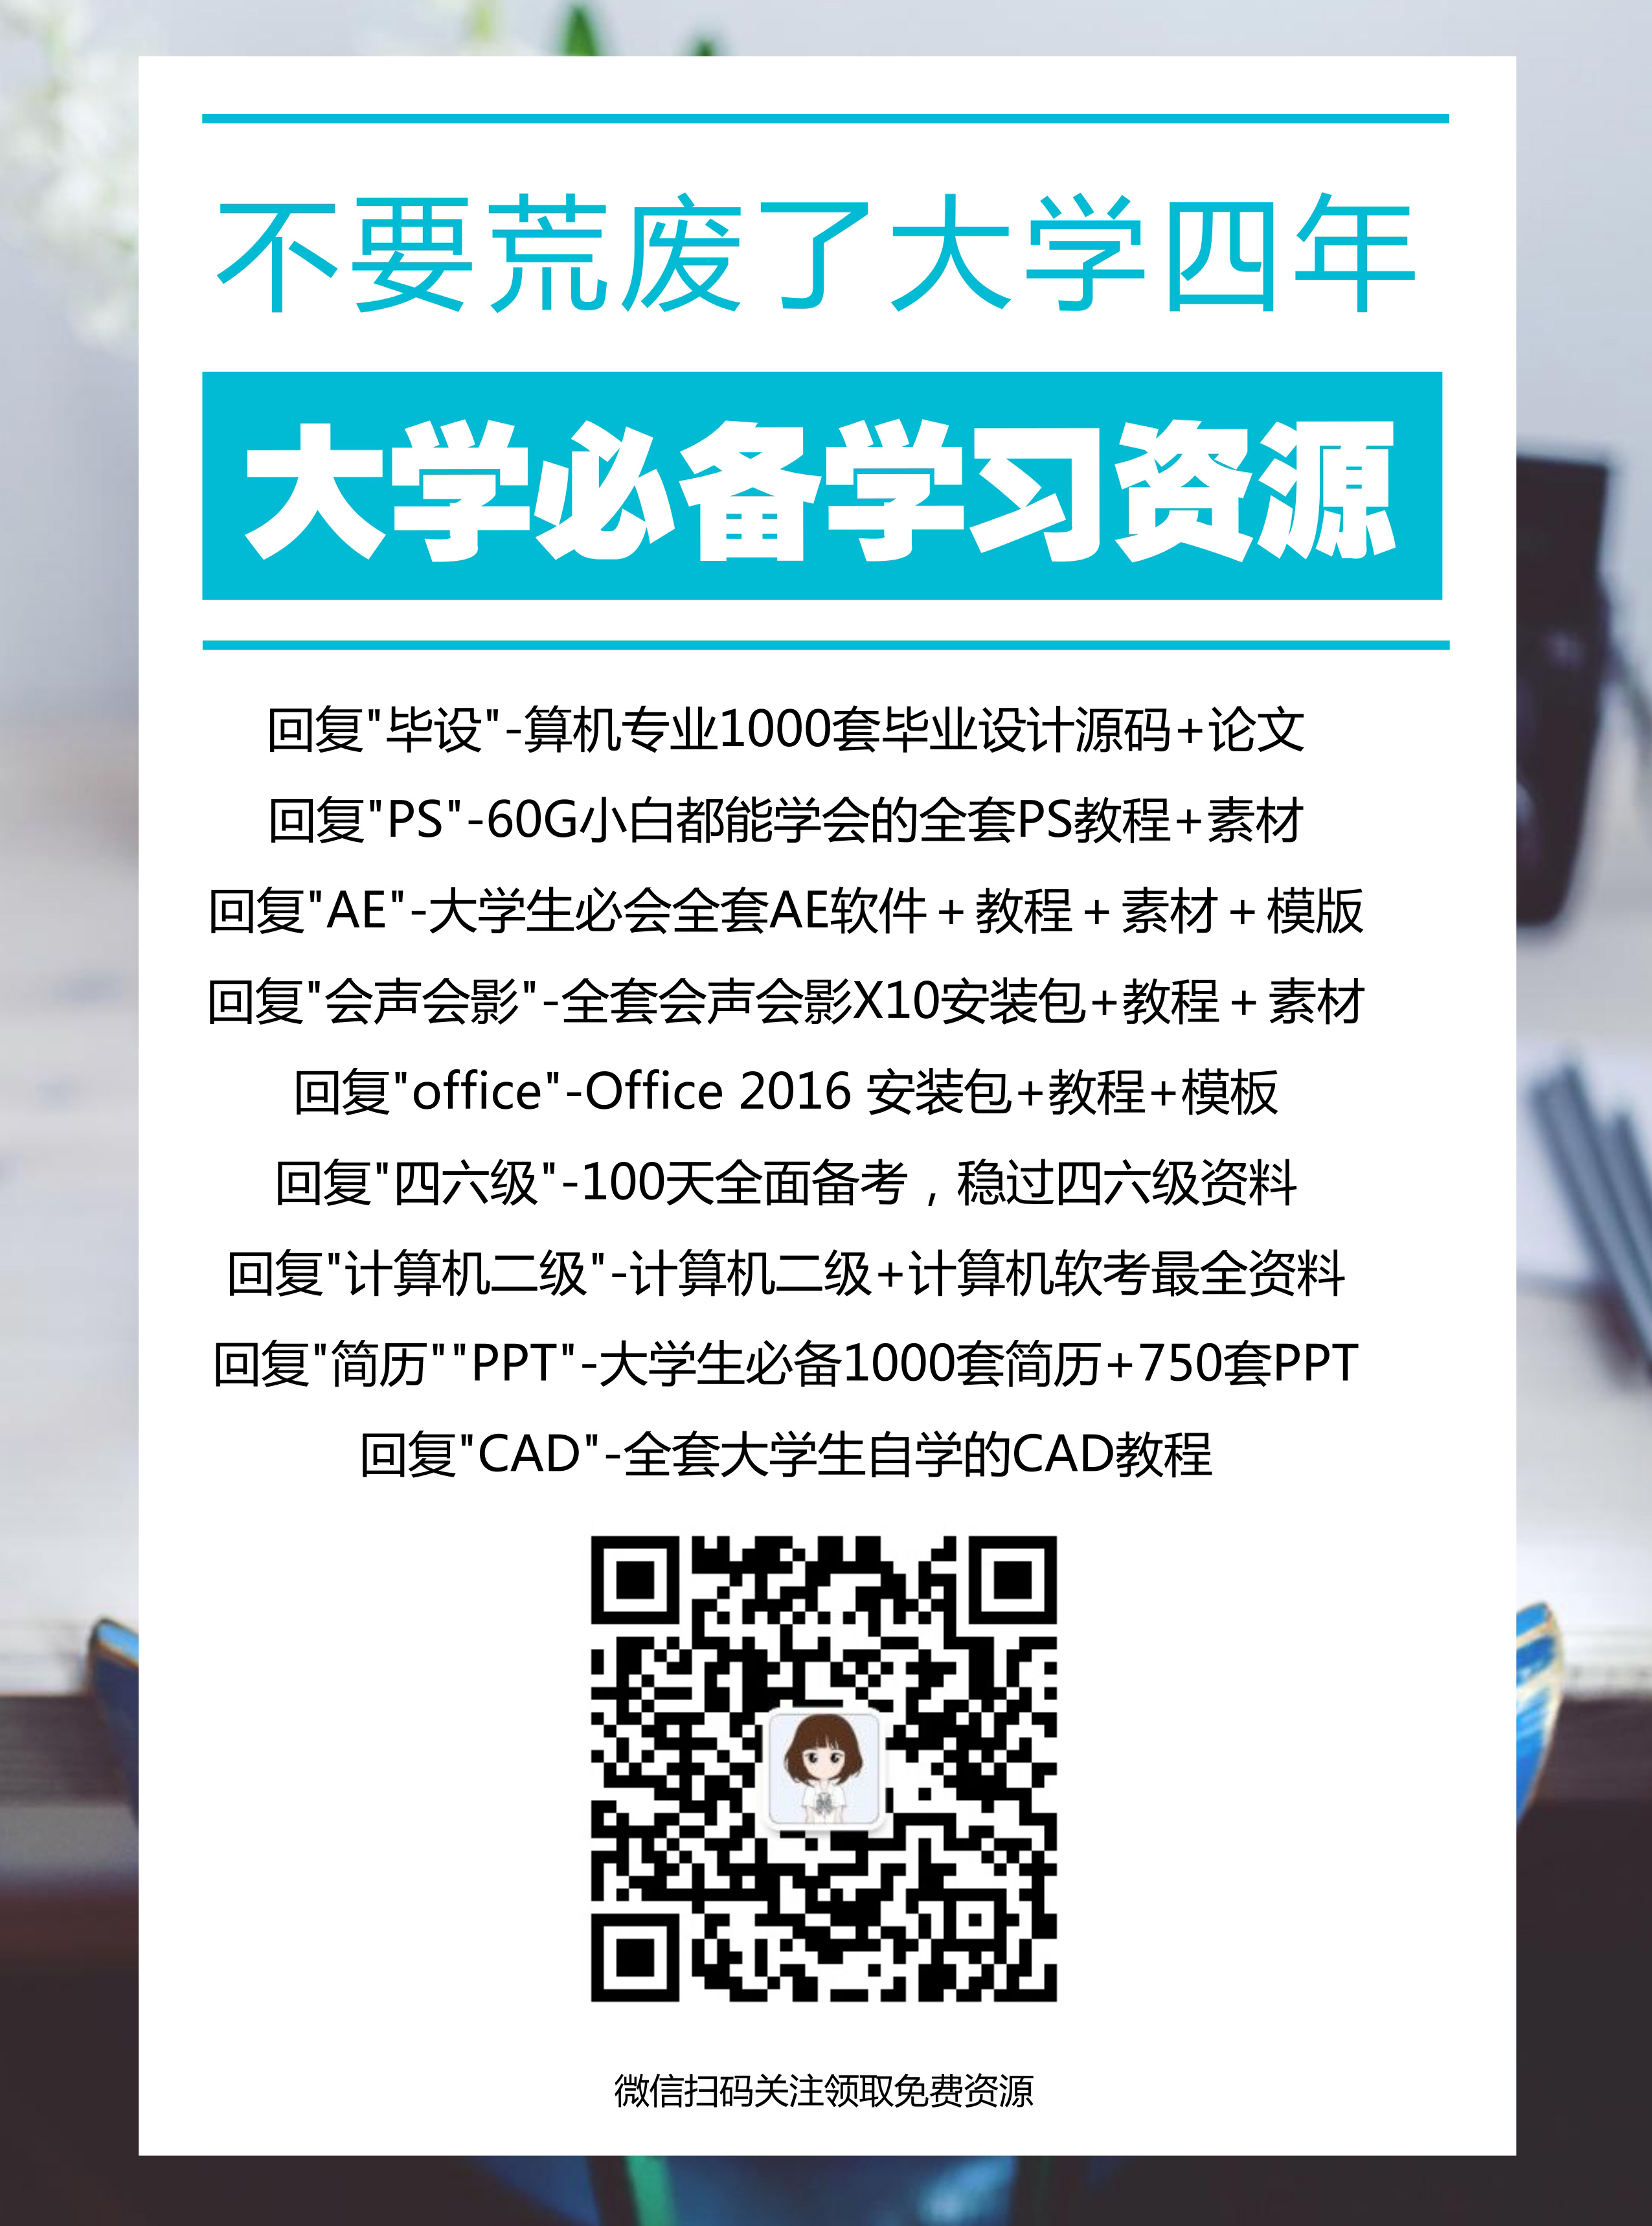 不要荒废了大学四年
大学必备学习资源
回复"毕设"-算机专业1000套毕业设计源码+论文
回复"PS"-60G小白都能学会的全套PS教程+素材
回复"AE"-大学生必会全套AE软件＋教程＋素材＋模版
回复"会声会影"-全套会声会影X10安装包+教程＋素材
回复"office"-Office 2016 安装包+教程+模板
回复"四六级"-100天全面备考，稳过四六级资料
回复"计算机二级"-计算机二级+计算机软考最全资料
回复"简历""PPT"-大学生必备1000套简历+750套PPT
回复"CAD"-全套大学生自学的CAD教程
微信扫码关注领取免费资源